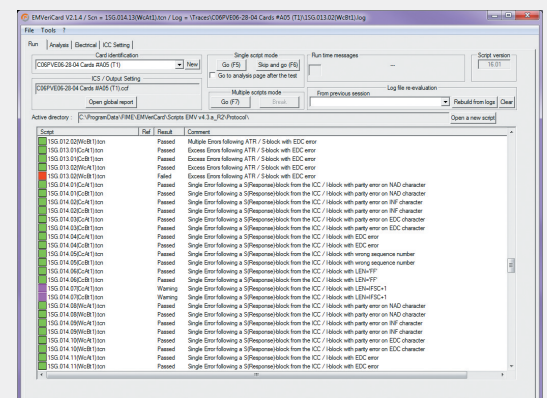 EMVeriCard V2.1.4 / Scn = 1SG.014.13(WcAt1).tcn / Log = \Traces\C06PVE06-28-04 Cards #A05 (T1)\1SG.013.02(WcBt1).log
File Tools ?
Run Analysis Electrical ICC Setting
Card identification
C06PVE06-28-04 Cards #A05 (T1) New
ICS / Output Setting
C06PVE06-28-04 Cards #A05 (T1).ccf
Open global report
Single script mode
Go (F5) Skip and go (F6)
Go to analysis page after the test
Multiple scripts mode
Go (F7) Break
Run time messages
Script version
16.01
Log file re-evaluation
From previous session
Rebuild from logs Clear
Active directory : C:\ProgramData\FIME\EMVeriCard\Scripts EMV v4.3.a_R2\Protocol\ Open a new script
Script Ref Result Comment
1SG.012.02(WcBt1).tcn Passed Multiple Errors following ATR / S-block with EDC error
1SG.013.01(CcAt1).tcn Passed Excess Errors following ATR / S-block with EDC error
1SG.013.01(CcBt1).tcn Passed Excess Errors following ATR / S-block with EDC error
1SG.013.02(WcAt1).tcn Passed Excess Errors following ATR / S-block with EDC error
1SG.013.02(WcBt1).tcn Failed Excess Errors following ATR / S-block with EDC error
1SG.014.01(CcAt1).tcn Passed Single Error following a S(Response)-block from the ICC / I-block with parity error on NAD character
1SG.014.01(CcBt1).tcn Passed Single Error following a S(Response)-block from the ICC / I-block with parity error on NAD character
1SG.014.02(CcAt1).tcn Passed Single Error following a S(Response)-block from the ICC / I-block with parity error on INF character
1SG.014.02(CcBt1).tcn Passed Single Error following a S(Response)-block from the ICC / I-block with parity error on INF character
1SG.014.03(CcAt1).tcn Passed Single Error following a S(Response)-block from the ICC / I-block with parity error on EDC character
1SG.014.03(CcBt1).tcn Passed Single Error following a S(Response)-block from the ICC / I-block with parity error on EDC character
1SG.014.04(CcAt1).tcn Passed Single Error following a S(Response)-block from the ICC / I-block with EDC error
1SG.014.04(CcBt1).tcn Passed Single Error following a S(Response)-block from the ICC / I-block with EDC error
1SG.014.05(CcAt1).tcn Passed Single Error following a S(Response)-block from the ICC / I-block with wrong sequence number
1SG.014.05(CcBt1).tcn Passed Single Error following a S(Response)-block from the ICC / I-block with wrong sequence number
1SG.014.06(CcAt1).tcn Passed Single Error following a S(Response)-block from the ICC / I-block with LEN='FF'
1SG.014.06(CcBt1).tcn Passed Single Error following a S(Response)-block from the ICC / I-block with LEN='FF'
1SG.014.07(CcAt1).tcn Warning Single Error following a S(Response)-block from the ICC / I-block with LEN=IFSC+1
1SG.014.07(CcBt1).tcn Warning Single Error following a S(Response)-block from the ICC / I-block with LEN=IFSC+1
1SG.014.08(WcAt1).tcn Passed Single Error following a S(Response)-block from the ICC / I-block with parity error on NAD character
1SG.014.08(WcBt1).tcn Passed Single Error following a S(Response)-block from the ICC / I-block with parity error on NAD character
1SG.014.09(WcAt1).tcn Passed Single Error following a S(Response)-block from the ICC / I-block with parity error on INF character
1SG.014.09(WcBt1).tcn Passed Single Error following a S(Response)-block from the ICC / I-block with parity error on INF character
1SG.014.10(WcAt1).tcn Passed Single Error following a S(Response)-block from the ICC / I-block with parity error on EDC character
1SG.014.10(WcBt1).tcn Passed Single Error following a S(Response)-block from the ICC / I-block with parity error on EDC character
1SG.014.11(WcAt1).tcn Passed Single Error following a S(Response)-block from the ICC / I-block with EDC error
1SG.014.11(WcBt1).tcn Passed Single Error following a S(Response)-block from the ICC / I-block with EDC error